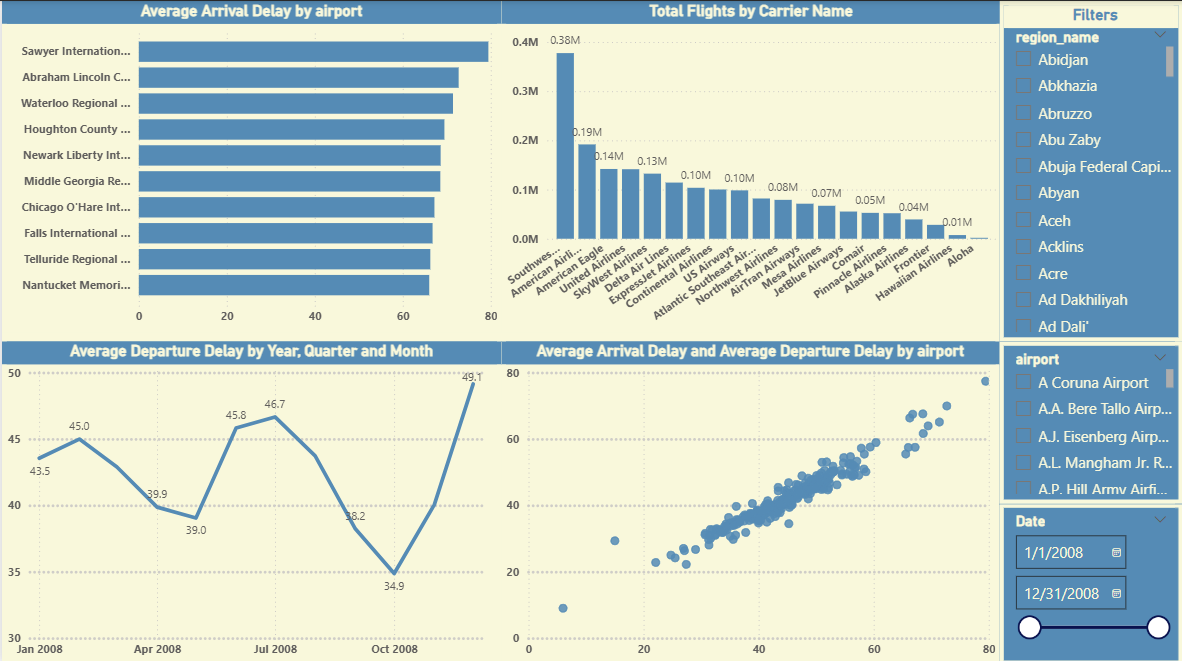 Average Arrival Delay by airport
Sawyer Internation...
Abraham Lincoln C...
Waterloo Regional ...
Houghton County ...
Newark Liberty Int...
Middle Georgia Re...
Chicago O'Hare Int...
Falls International ...
Telluride Regional ...
Nantucket Memori...
0 20 40 60 80
Total Flights by Carrier Name
0.4M
0.3M
0.2M
0.1M
0.0M
0.38M
0.19M
0.14M
0.13M
0.10M
0.10M
0.08M
0.07M
0.05M
0.04M
0.01M
Southwes...
American Airli...
American Eagle
United Airlines
SkyWest Airlines
Delta Air Lines
ExpressJet Airlines
Continental Airlines
US Airways
Atlantic Southeast Air...
Northwest Airlines
AirTran Airways
Mesa Airlines
JetBlue Airways
Comair
Pinnacle Airlines
Alaska Airlines
Frontier
Hawaiian Airlines
Aloha
Average Departure Delay by Year, Quarter and Month
50
45
40
35
30
43.5
45.0
39.9
39.0
45.8
46.7
38.2
34.9
49.1
Jan 2008 Apr 2008 Jul 2008 Oct 2008
Average Arrival Delay and Average Departure Delay by airport
80
60
40
20
0
0 20 40 60 80
Filters
region_name
Abidjan
Abkhazia
Abruzzo
Abu Zaby
Abuja Federal Capi...
Abyan
Aceh
Acklins
Acre
Ad Dakhiliyah
Ad Dali'
airport
A Coruna Airport
A.A. Bere Tallo Airp...
A.J. Eisenberg Airp...
A.L. Mangham Jr. R...
A.P. Hill Army Airfi...
Date
1/1/2008
12/31/2008